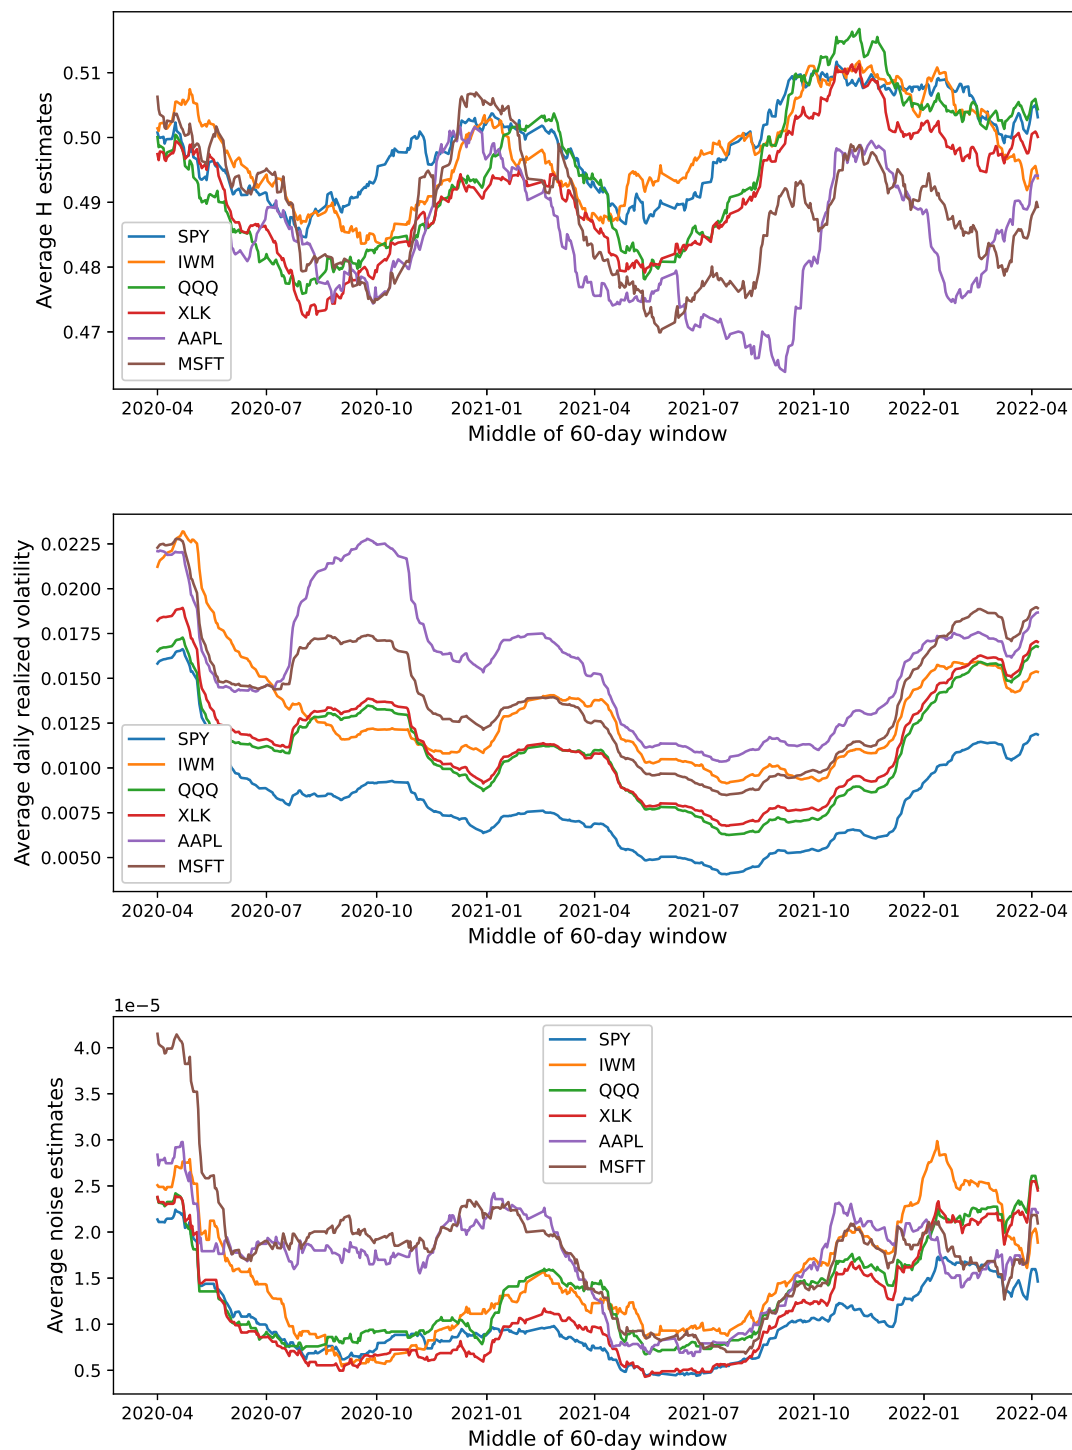 0.51
0.50
0.49
0.48
0.47
Average H estimates
SPY
IWM
QQQ
XLK
AAPL
MSFT
2020-04 2020-07 2020-10 2021-01 2021-04 2021-07 2021-10 2022-01 2022-04
Middle of 60-day window
0.0225
0.0200
0.0175
0.0150
0.0125
0.0100
0.0075
0.0050
Average daily realized volatility
SPY
IWM
QQQ
XLK
AAPL
MSFT
2020-04 2020-07 2020-10 2021-01 2021-04 2021-07 2021-10 2022-01 2022-04
Middle of 60-day window
1e−5
4.0
3.5
3.0
2.5
2.0
1.5
1.0
0.5
Average noise estimates
SPY
IWM
QQQ
XLK
AAPL
MSFT
2020-04 2020-07 2020-10 2021-01 2021-04 2021-07 2021-10 2022-01 2022-04
Middle of 60-day window